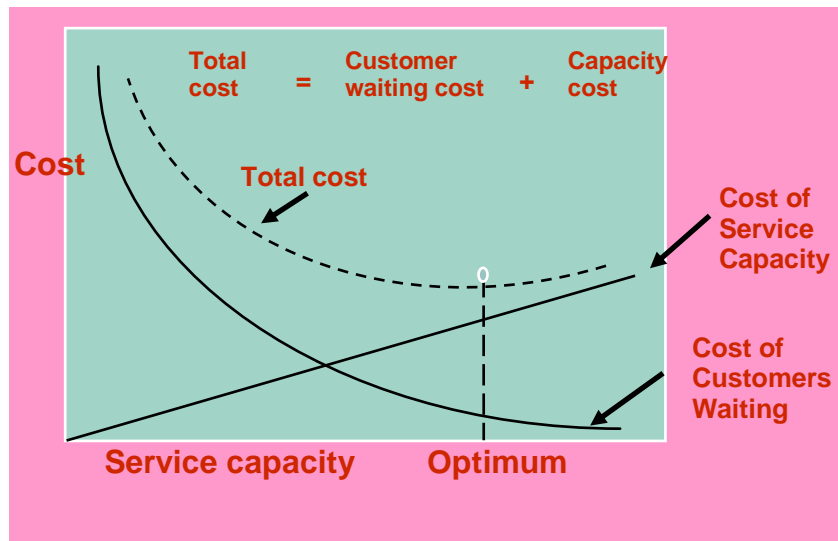 Total Customer Capacity
cost = waiting cost + cost
Cost
Total cost
Cost of
Service
Capacity
Cost of
Customers
Waiting
Service capacity Optimum